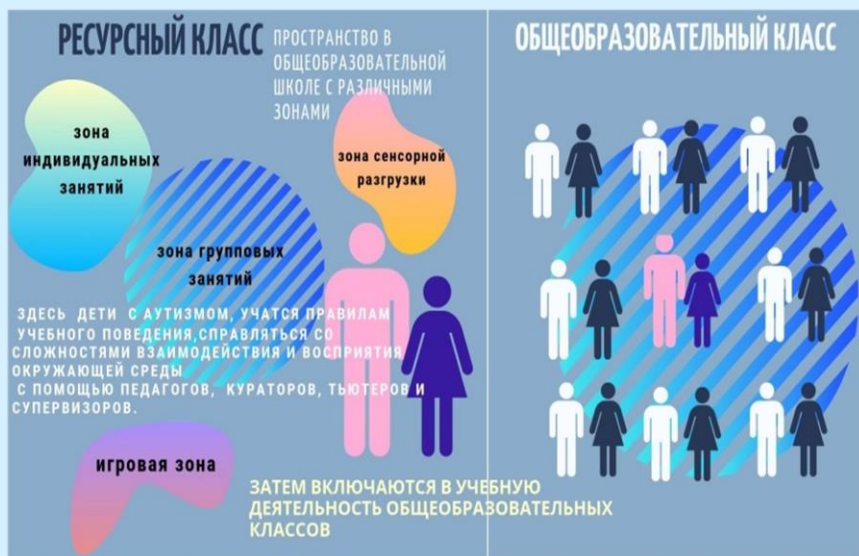 РЕСУРСНЫЙ КЛАСС
ПРОСТРАНСТВО В
ОБЩЕОБРАЗОВАТЕЛЬНОЙ
ШКОЛЕ С РАЗЛИЧНЫМИ
ЗОНАМИ
зона
индивидуальных
занятий
зона сенсорной
разгрузки
зона групповых
занятий
ЗДЕСЬ ДЕТИ С АУТИЗМОМ, УЧАТСЯ ПРАВИЛАМ
УЧЕБНОГО ПОВЕДЕНИЯ,СПРАВЛЯТЬСЯ СО
СЛОЖНОСТЯМИ ВЗАИМОДЕЙСТВИЯ И ВОСПРИЯТИЯ
ОКРУЖАЮЩЕЙ СРЕДЫ
С ПОМОЩЬЮ ПЕДАГОГОВ, КУРАТОРОВ, ТЬЮТЕРОВ И
СУПЕРВИЗОРОВ.
игровая зона
ЗАТЕМ ВКЛЮЧАЮТСЯ В УЧЕБНУЮ
ДЕЯТЕЛЬНОСТЬ ОБЩЕОБРАЗОВАТЕЛЬНЫХ
КЛАССОВ
ОБЩЕОБРАЗОВАТЕЛЬНЫЙ КЛАСС